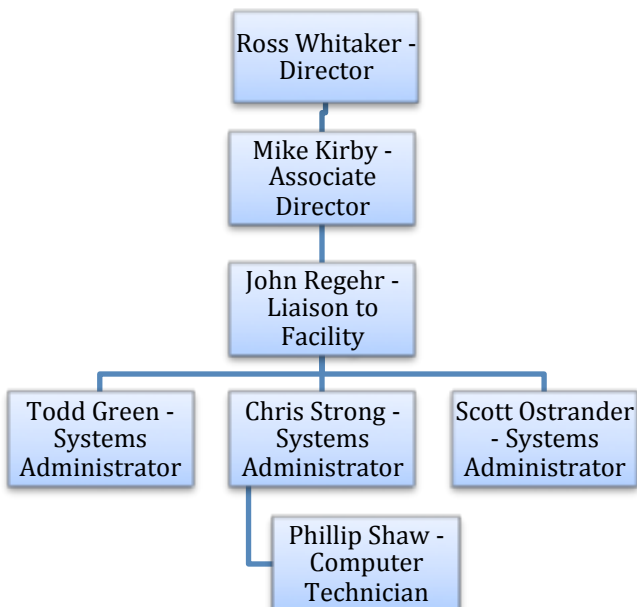 Ross Whitaker -
Director
Mike Kirby -
Associate
Director
John Regehr -
Liaison to
Facility
Todd Green -
Systems
Administrator
Chris Strong -
Systems
Administrator
Scott Ostrander
- Systems
Administrator
Phillip Shaw -
Computer
Technician